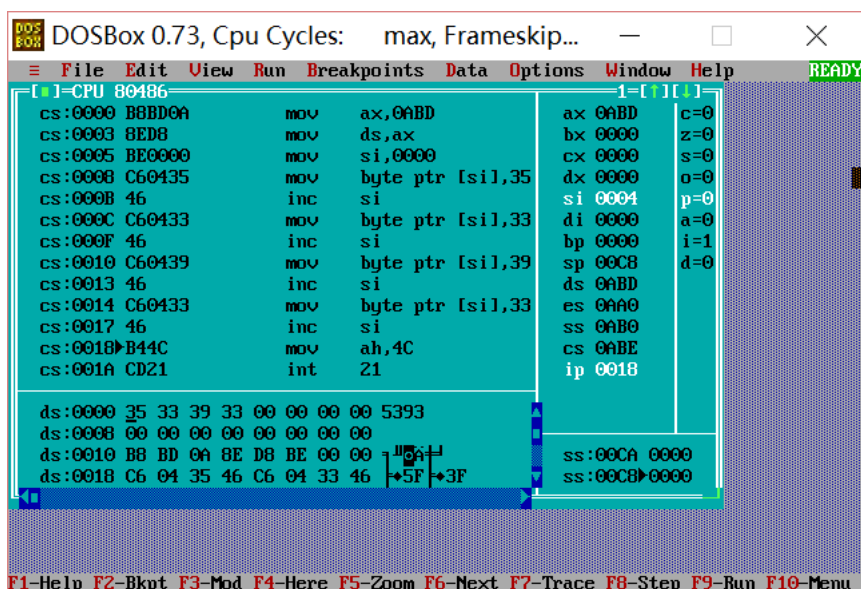 DOSBox 0.73, Cpu Cycles: max, Frameskip...
≡ File Edit View Run Breakpoints Data Options Window Help READY
[■]=CPU 80486 1=[↑][↓]
cs:0000 B8BD0A mov ax,0ABD ax 0ABD c=0
cs:0003 8ED8 mov ds,ax bx 0000 z=0
cs:0005 BE0000 mov si,0000 cx 0000 s=0
cs:0008 C60435 mov byte ptr [si],35 dx 0000 o=0
cs:000B 46 inc si si 0004 p=0
cs:000C C60433 mov byte ptr [si],33 di 0000 a=0
cs:000F 46 inc si bp 0000 i=1
cs:0010 C60439 mov byte ptr [si],39 sp 00C8 d=0
cs:0013 46 inc si ds 0ABD
cs:0014 C60433 mov byte ptr [si],33 es 0AA0
cs:0017 46 inc si ss 0AB0
cs:0018►B44C mov ah,4C cs 0ABE
cs:001A CD21 int 21 ip 0018
ds:0000 35 33 39 33 00 00 00 00 5393
ds:0008 00 00 00 00 00 00 00 00
ds:0010 B8 BD 0A 8E D8 BE 00 00 ╕╜◙Ä╪╛ ss:00CA 0000
ds:0018 C6 04 35 46 C6 04 33 46 ╞♦5F╞♦3F ss:00C8►0000
F1-Help F2-Bkpt F3-Mod F4-Here F5-Zoom F6-Next F7-Trace F8-Step F9-Run F10-Menu